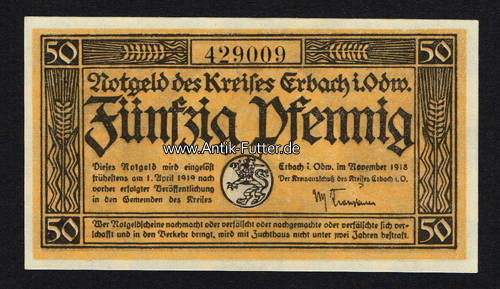 50 429009 50
Notgeld des Kreises Erbach i. Odw.
Fünfzig Pfennig
www.Antik-Futter.de
Dieses Notgeld wird eingelöst
frühestens am 1. April 1919 nach
vorher erfolgter Veröffentlichung
in den Gemeinden des Kreises
Erbach i. Odw. im November 1918
Der Kreisausschuß des Kreises Erbach i. O.
50 50
Wer Notgeldscheine nachmacht oder verfälscht oder nachgemachte oder verfälschte sich ver-
schafft und in den Verkehr bringt, wird mit Zuchthaus nicht unter zwei Jahren bestraft.